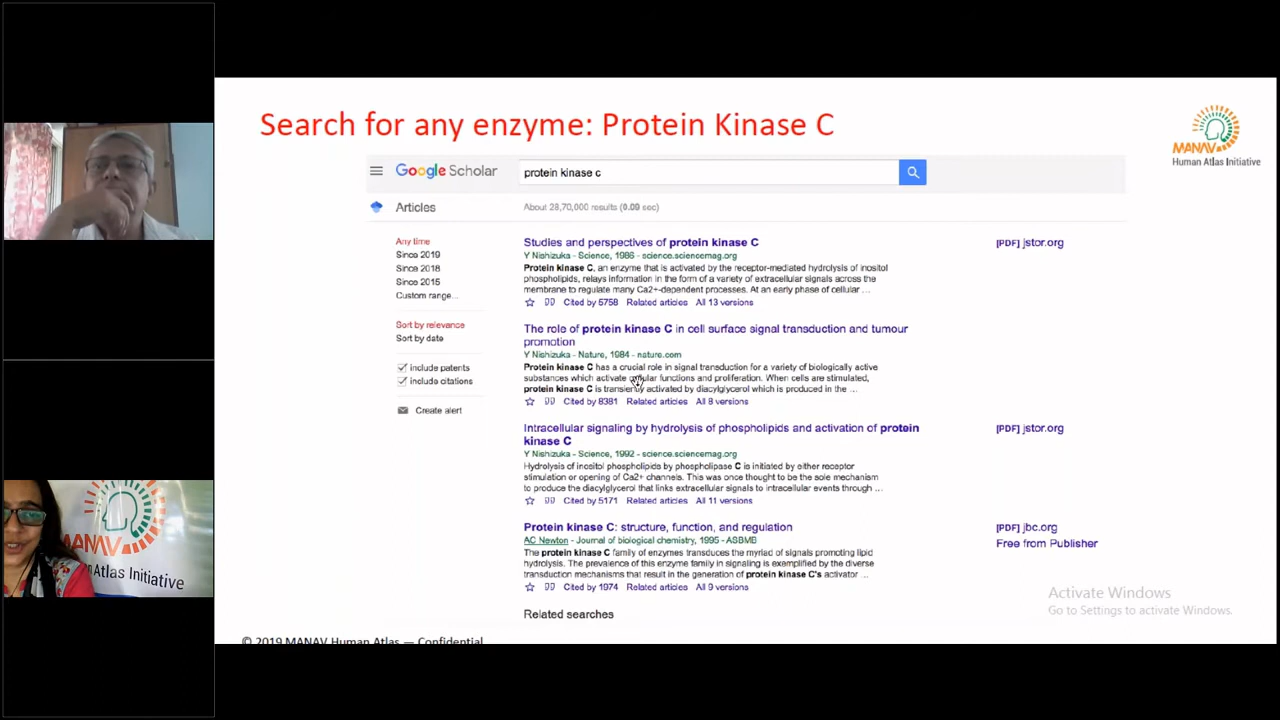 Search for any enzyme: Protein Kinase C
MANAV
Human Atlas Initiative
Google Scholar
protein kinase c
Articles
About 28,70,000 results (0.09 sec)
Any time
Since 2019
Since 2018
Since 2015
Custom range...
Sort by relevance
Sort by date
include patents
include citations
Create alert
Studies and perspectives of protein kinase C
[PDF] jstor.org
Y Nishizuka - Science, 1986 - science.sciencemag.org
Protein kinase C, an enzyme that is activated by the receptor-mediated hydrolysis of inositol
phospholipids, relays information in the form of a variety of extracellular signals across the
membrane to regulate many Ca2+-dependent processes. At an early phase of cellular ...
Cited by 5758 Related articles All 13 versions
The role of protein kinase C in cell surface signal transduction and tumour
promotion
Y Nishizuka - Nature, 1984 - nature.com
Protein kinase C has a crucial role in signal transduction for a variety of biologically active
substances which activate cellular functions and proliferation. When cells are stimulated,
protein kinase C is transiently activated by diacylglycerol which is produced in the ...
Cited by 8381 Related articles All 8 versions
Intracellular signaling by hydrolysis of phospholipids and activation of protein
kinase C
[PDF] jstor.org
Y Nishizuka - Science, 1992 - science.sciencemag.org
Hydrolysis of inositol phospholipids by phospholipase C is initiated by either receptor
stimulation or opening of Ca2+ channels. This was once thought to be the sole mechanism
to produce the diacylglycerol that links extracellular signals to intracellular events through ...
Cited by 5171 Related articles All 11 versions
Protein kinase C: structure, function, and regulation
[PDF] jbc.org
AC Newton - Journal of biological chemistry, 1995 - ASBMB
Free from Publisher
The protein kinase C family of enzymes transduces the myriad of signals promoting lipid
hydrolysis. The prevalence of this enzyme family in signaling is exemplified by the diverse
transduction mechanisms that result in the generation of protein kinase C's activator ...
Cited by 1974 Related articles All 9 versions
Related searches
Activate Windows
Go to Settings to activate Windows.
© 2019 MANAV Human Atlas — Confidential
MANAV
Atlas Initiative